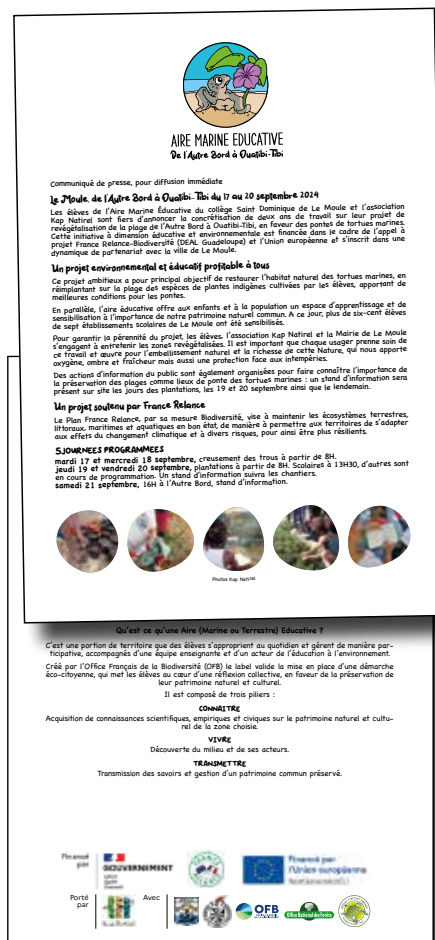 AIRE MARINE EDUCATIVE
De l'Autre Bord à Ouatibi-Tibi
Communiqué de presse, pour diffusion immédiate
Le Moule, de l'Autre Bord à Ouatibi-Tibi du 17 au 20 septembre 2024
Les élèves de l'Aire Marine Éducative du collège Saint Dominique de Le Moule et l'association
Kap Natirel sont fiers d'annoncer la concrétisation de deux ans de travail sur leur projet de
revégétalisation de la plage de l'Autre Bord à Ouatibi-Tibi, en faveur des pontes de tortues marines.
Cette initiative à dimension éducative et environnementale est financée dans le cadre de l'appel à
projet France Relance-Biodiversité (DEAL Guadeloupe) et l'Union européenne et s'inscrit dans une
dynamique de partenariat avec la ville de Le Moule.
Un projet environnemental et éducatif profitable à tous
Ce projet ambitieux a pour principal objectif de restaurer l'habitat naturel des tortues marines, en
réimplantant sur la plage des espèces de plantes indigènes cultivées par les élèves, apportant de
meilleures conditions pour les pontes.
En parallèle, l'aire éducative offre aux enfants et à la population un espace d'apprentissage et de
sensibilisation à l'importance de notre patrimoine naturel commun. A ce jour, plus de six-cent élèves
de sept établissements scolaires de Le Moule ont été sensibilisés.
Pour garantir la pérennité du projet, les élèves, l'association Kap Natirel et la Mairie de Le Moule
s'engagent à entretenir les zones revégétalisées. Il est important que chaque usager prenne soin de
ce travail et œuvre pour l'embellissement naturel et la richesse de cette Nature, qui nous apporte
oxygène, ombre et fraîcheur mais aussi une protection face aux intempéries.
Des actions d'information du public sont également organisées pour faire connaître l'importance de
la préservation des plages comme lieux de ponte des tortues marines : un stand d'information sera
présent sur site les jours des plantations, les 19 et 20 septembre ainsi que le lendemain.
Un projet soutenu par France Relance
Le Plan France Relance, par sa mesure Biodiversité, vise à maintenir les écosystèmes terrestres,
littoraux, maritimes et aquatiques en bon état, de manière à permettre aux territoires de s'adapter
aux effets du changement climatique et à divers risques, pour ainsi être plus résilients.
5JOURNEES PROGRAMMEES
mardi 17 et mercredi 18 septembre, creusement des trous à partir de 8H.
jeudi 19 et vendredi 20 septembre, plantations à partir de 8H. Scolaires à 13H30, d'autres sont
en cours de programmation. Un stand d'information suivra les chantiers.
samedi 21 septembre, 16H à l'Autre Bord, stand d'information.
Photos Kap Natirel
Qu'est ce qu'une Aire (Marine ou Terrestre) Educative ?
C'est une portion de territoire que des élèves s'approprient au quotidien et gèrent de manière par-
ticipative, accompagnés d'une équipe enseignante et d'un acteur de l'éducation à l'environnement.
Créé par l'Office Français de la Biodiversité (OFB) le label valide la mise en place d'une démarche
éco-citoyenne, qui met les élèves au cœur d'une réflexion collective, en faveur de la préservation de
leur patrimoine naturel et culturel.
Il est composé de trois piliers :
CONNAITRE
Acquisition de connaissances scientifiques, empiriques et civiques sur le patrimoine naturel et cultu-
rel de la zone choisie.
VIVRE
Découverte du milieu et de ses acteurs.
TRANSMETTRE
Transmission des savoirs et gestion d'un patrimoine commun préservé.
Financé
par
GOUVERNEMENT
Financé par
l'Union européenne
Porté
par
Avec
OFB
Office National des Forêts